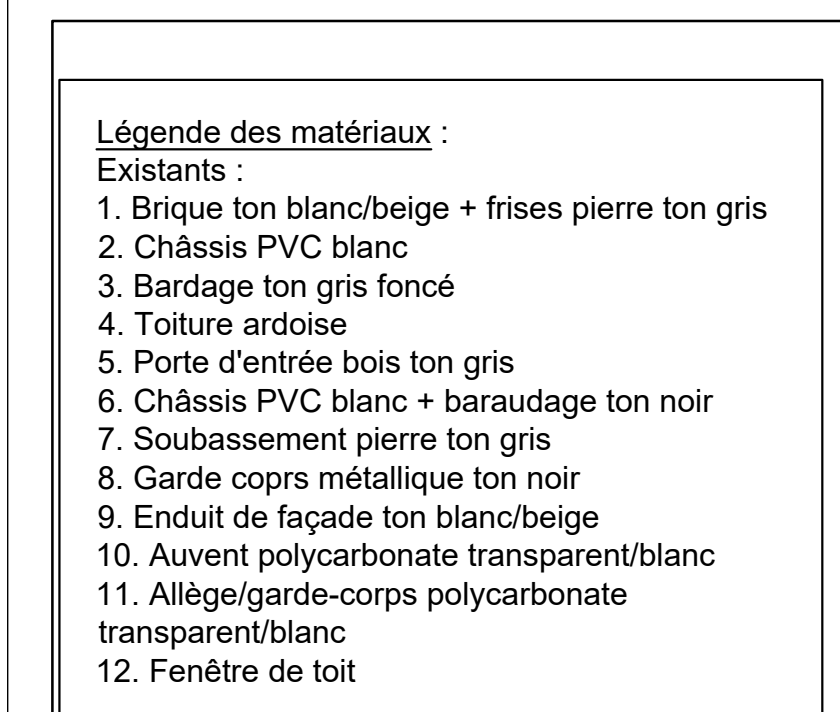 Légende des matériaux :
Existants :
1. Brique ton blanc/beige + frises pierre ton gris
2. Châssis PVC blanc
3. Bardage ton gris foncé
4. Toiture ardoise
5. Porte d'entrée bois ton gris
6. Châssis PVC blanc + baraudage ton noir
7. Soubassement pierre ton gris
8. Garde coprs métallique ton noir
9. Enduit de façade ton blanc/beige
10. Auvent polycarbonate transparent/blanc
11. Allège/garde-corps polycarbonate
transparent/blanc
12. Fenêtre de toit